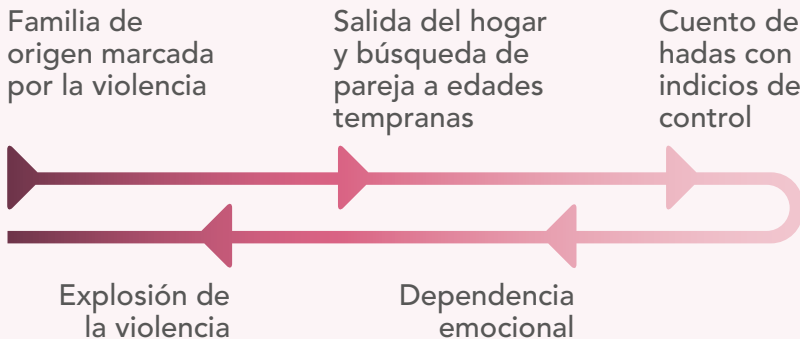 Familia de
origen marcada
por la violencia
Salida del hogar
y búsqueda de
pareja a edades
tempranas
Cuento de
hadas con
indicios de
control
Dependencia
emocional
Explosión de
la violencia